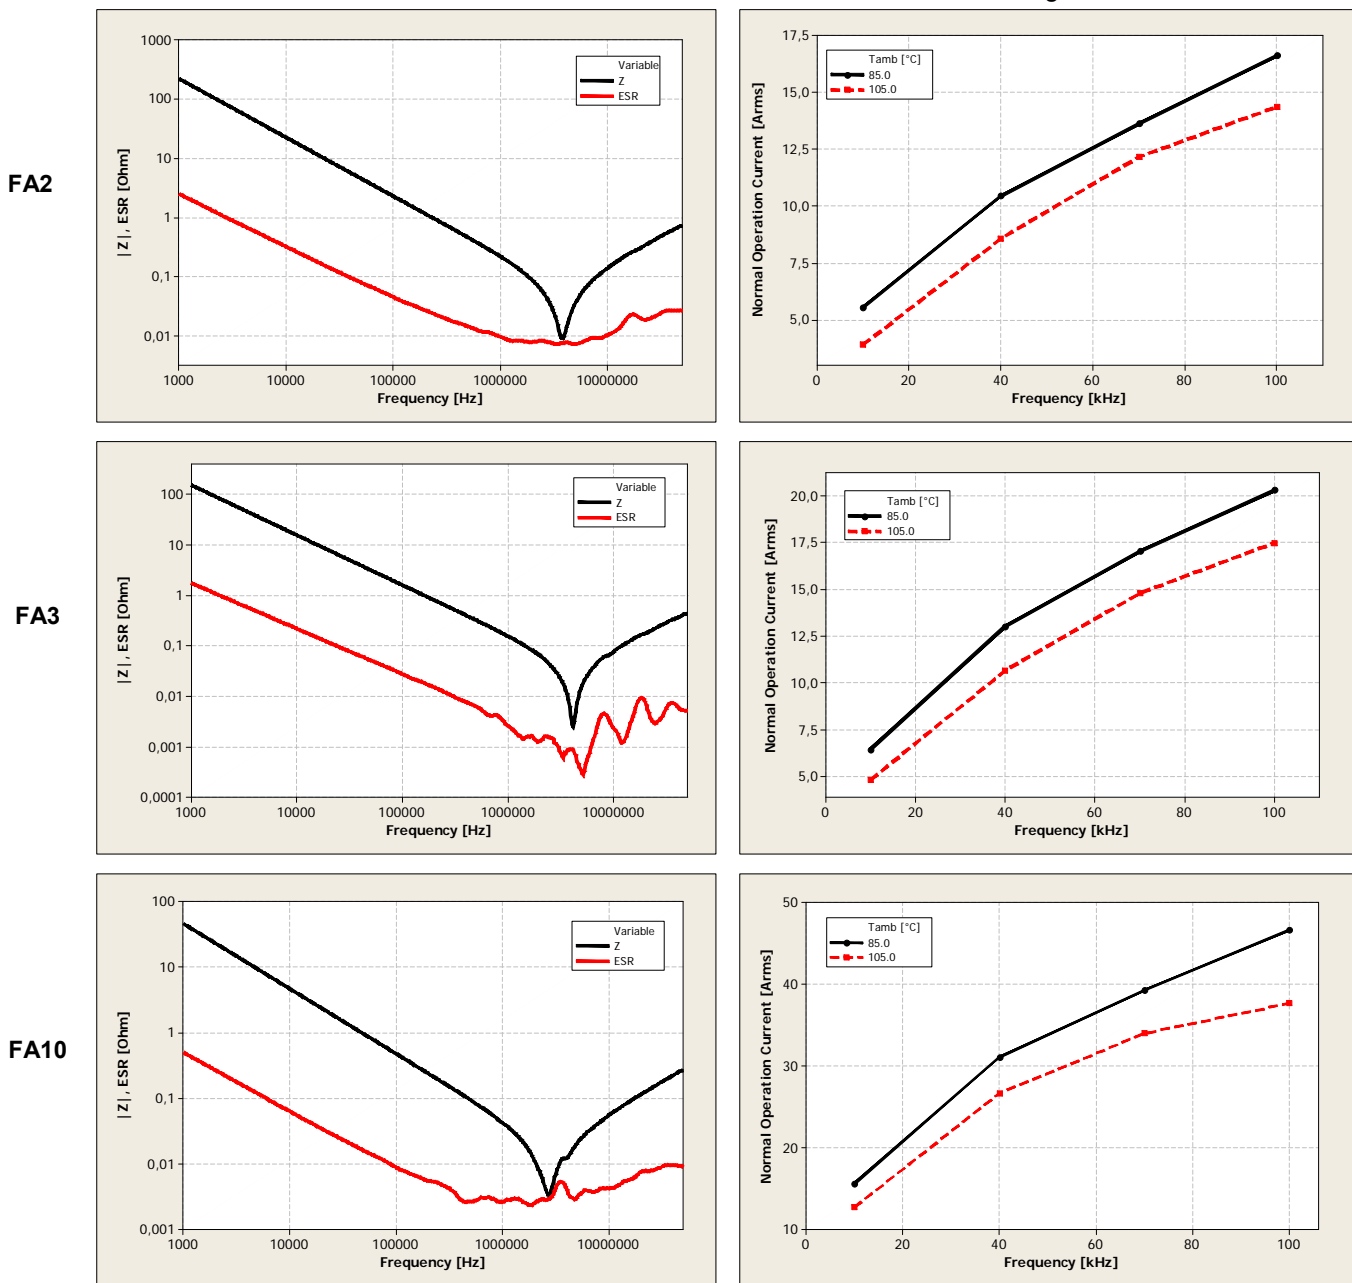 g
FA2
1000
100
10
1
0,1
0,01
|Z|, ESR [Ohm]
Variable
Z
ESR
1000
10000
100000
1000000
10000000
Frequency [Hz]
17,5
15,0
12,5
10,0
7,5
5,0
Normal Operation Current [Arms]
Tamb [°C]
85.0
105.0
0
20
40
60
80
100
Frequency [kHz]
FA3
100
10
1
0,1
0,01
0,001
0,0001
|Z|, ESR [Ohm]
Variable
Z
ESR
1000
10000
100000
1000000
10000000
Frequency [Hz]
20,0
17,5
15,0
12,5
10,0
7,5
5,0
Normal Operation Current [Arms]
Tamb [°C]
85.0
105.0
0
20
40
60
80
100
Frequency [kHz]
FA10
100
10
1
0,1
0,01
0,001
|Z|, ESR [Ohm]
Variable
Z
ESR
1000
10000
100000
1000000
10000000
Frequency [Hz]
50
40
30
20
10
Normal Operation Current [Arms]
Tamb [°C]
85.0
105.0
0
20
40
60
80
100
Frequency [kHz]